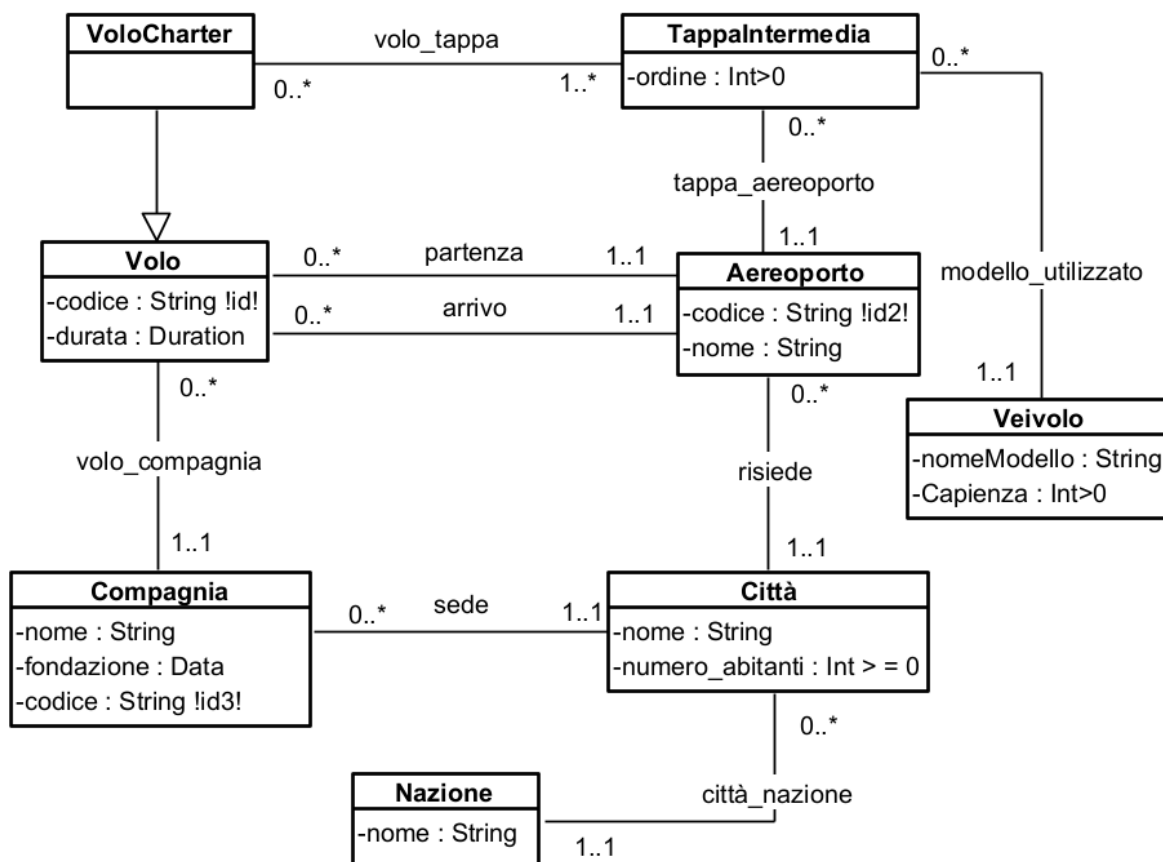 VoloCharter
volo_tappa
0..*
1..*
TappaIntermedia
-ordine : Int>0
0..*
0..*
tappa_aereoporto
1..1
modello_utilizzato
1..1
Volo
-codice : String !id!
-durata : Duration
0..*
partenza
1..1
0..*
arrivo
1..1
Aereoporto
-codice : String !id2!
-nome : String
Veivolo
-nomeModello : String
-Capienza : Int>0
0..*
volo_compagnia
1..1
0..*
risiede
1..1
Compagnia
-nome : String
-fondazione : Data
-codice : String !id3!
0..*
sede
1..1
Città
-nome : String
-numero_abitanti : Int > = 0
0..*
città_nazione
1..1
Nazione
-nome : String